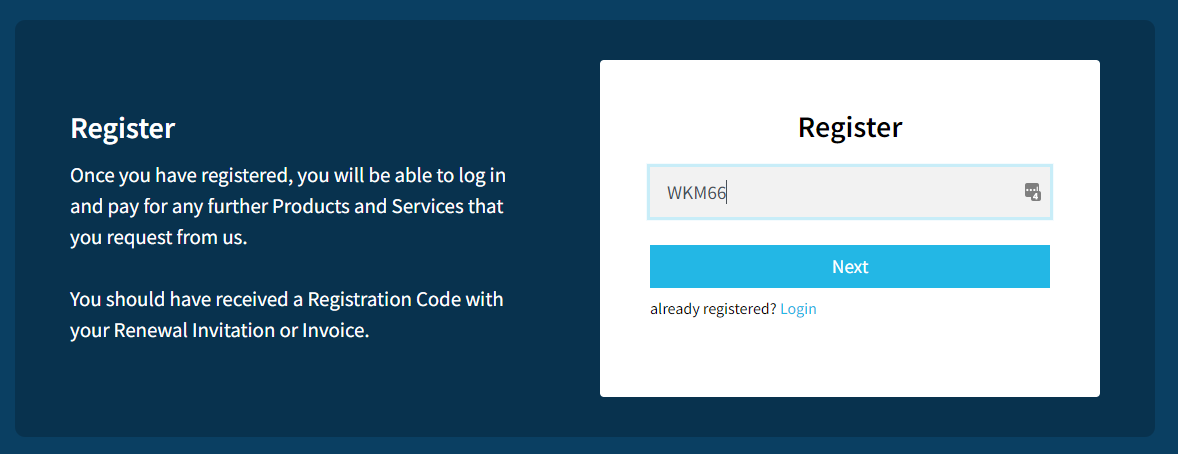 Register
Once you have registered, you will be able to log in
and pay for any further Products and Services that
you request from us.
You should have received a Registration Code with
your Renewal Invitation or Invoice.
Register
WKM66
Next
already registered? Login